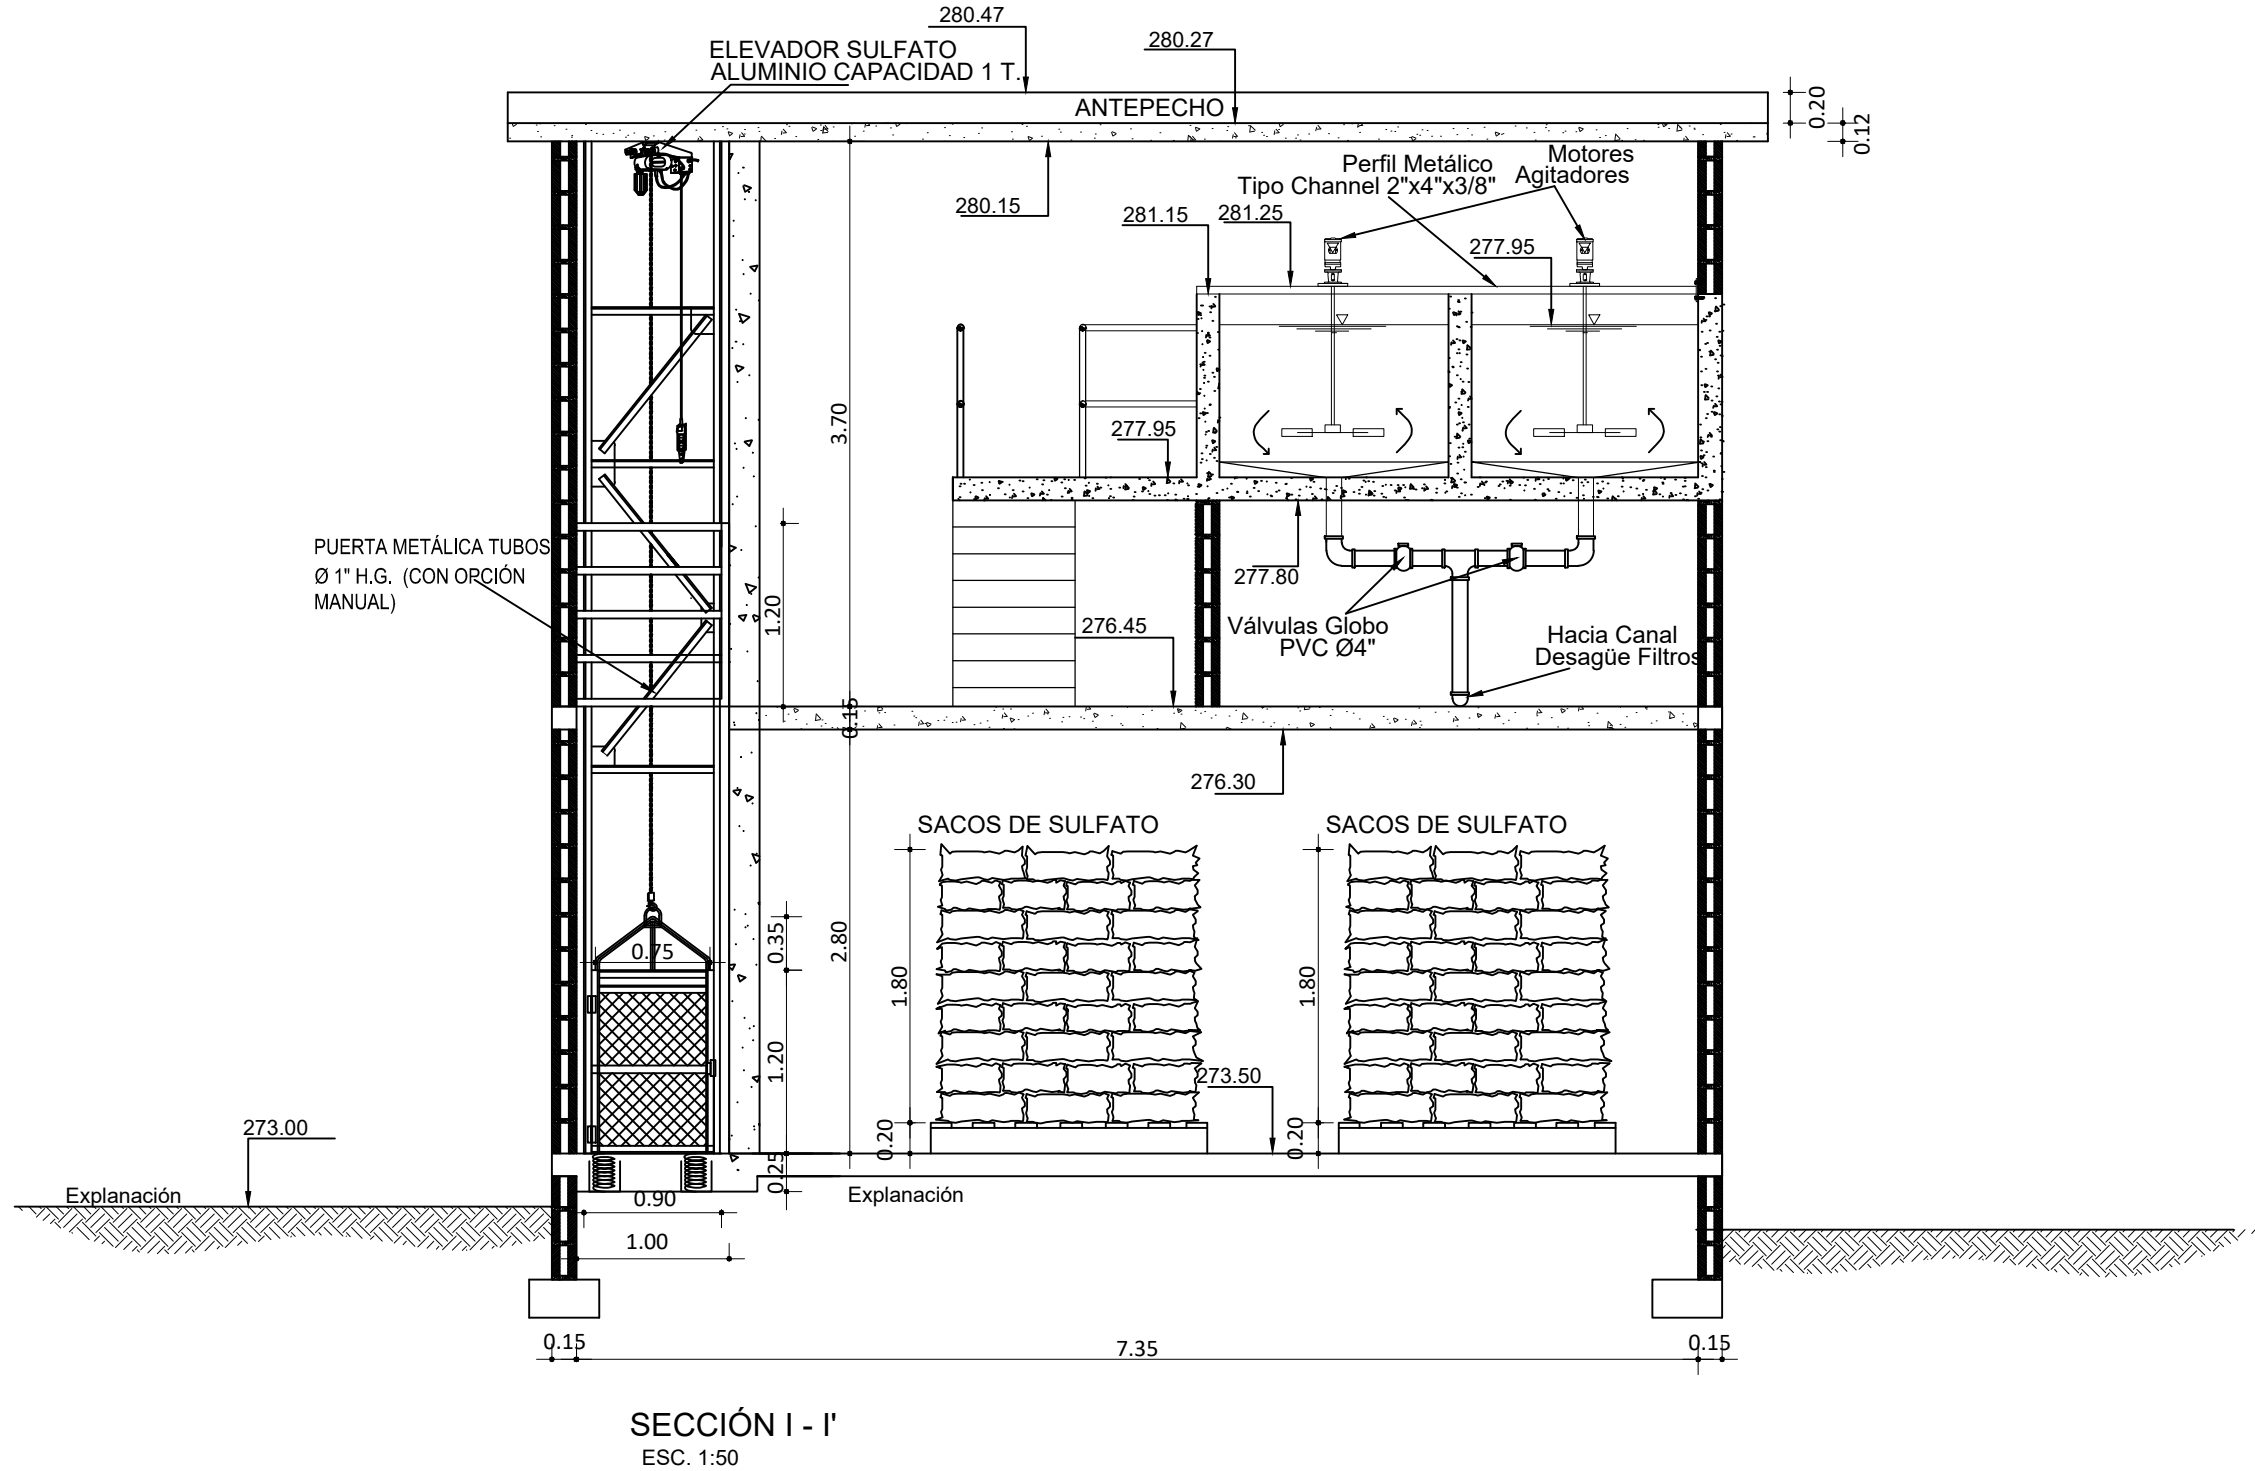 280.47
ELEVADOR SULFATO
ALUMINIO CAPACIDAD 1 T.
280.27
ANTEPECHO
0.20
0.12
Perfil Metálico
Tipo Channel 2"x4"x3/8"
Motores
Agitadores
280.15
281.15
281.25
277.95
3.70
277.95
PUERTA METÁLICA TUBOS
Ø 1" H.G. (CON OPCIÓN
MANUAL)
1.20
277.80
276.45
Válvulas Globo
PVC Ø4"
Hacia Canal
Desagüe Filtros
0.15
276.30
SACOS DE SULFATO
SACOS DE SULFATO
0.75
0.35
2.80
1.80
1.80
1.20
273.50
273.00
0.20
0.20
0.25
Explanación
0.90
Explanación
1.00
0.15
7.35
0.15
SECCIÓN I - I'
ESC. 1:50